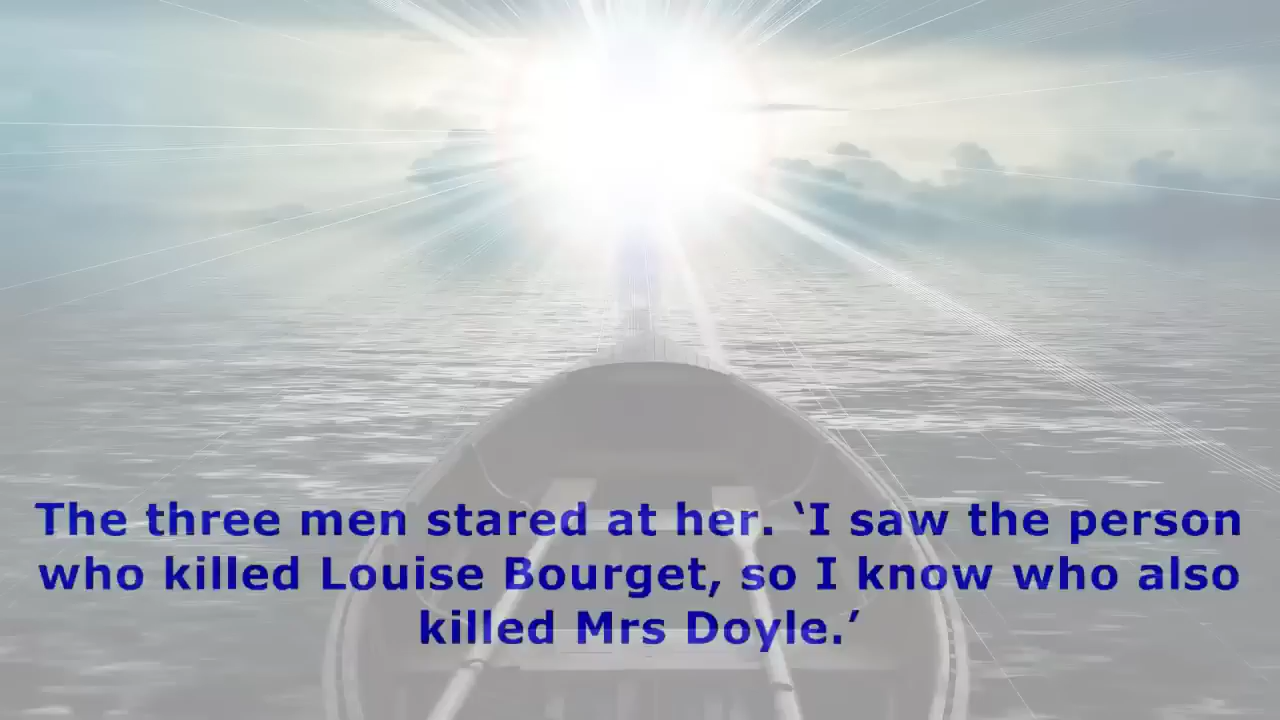 The three men stared at her. ‘I saw the person
who killed Louise Bourget, so I know who also
killed Mrs Doyle.’